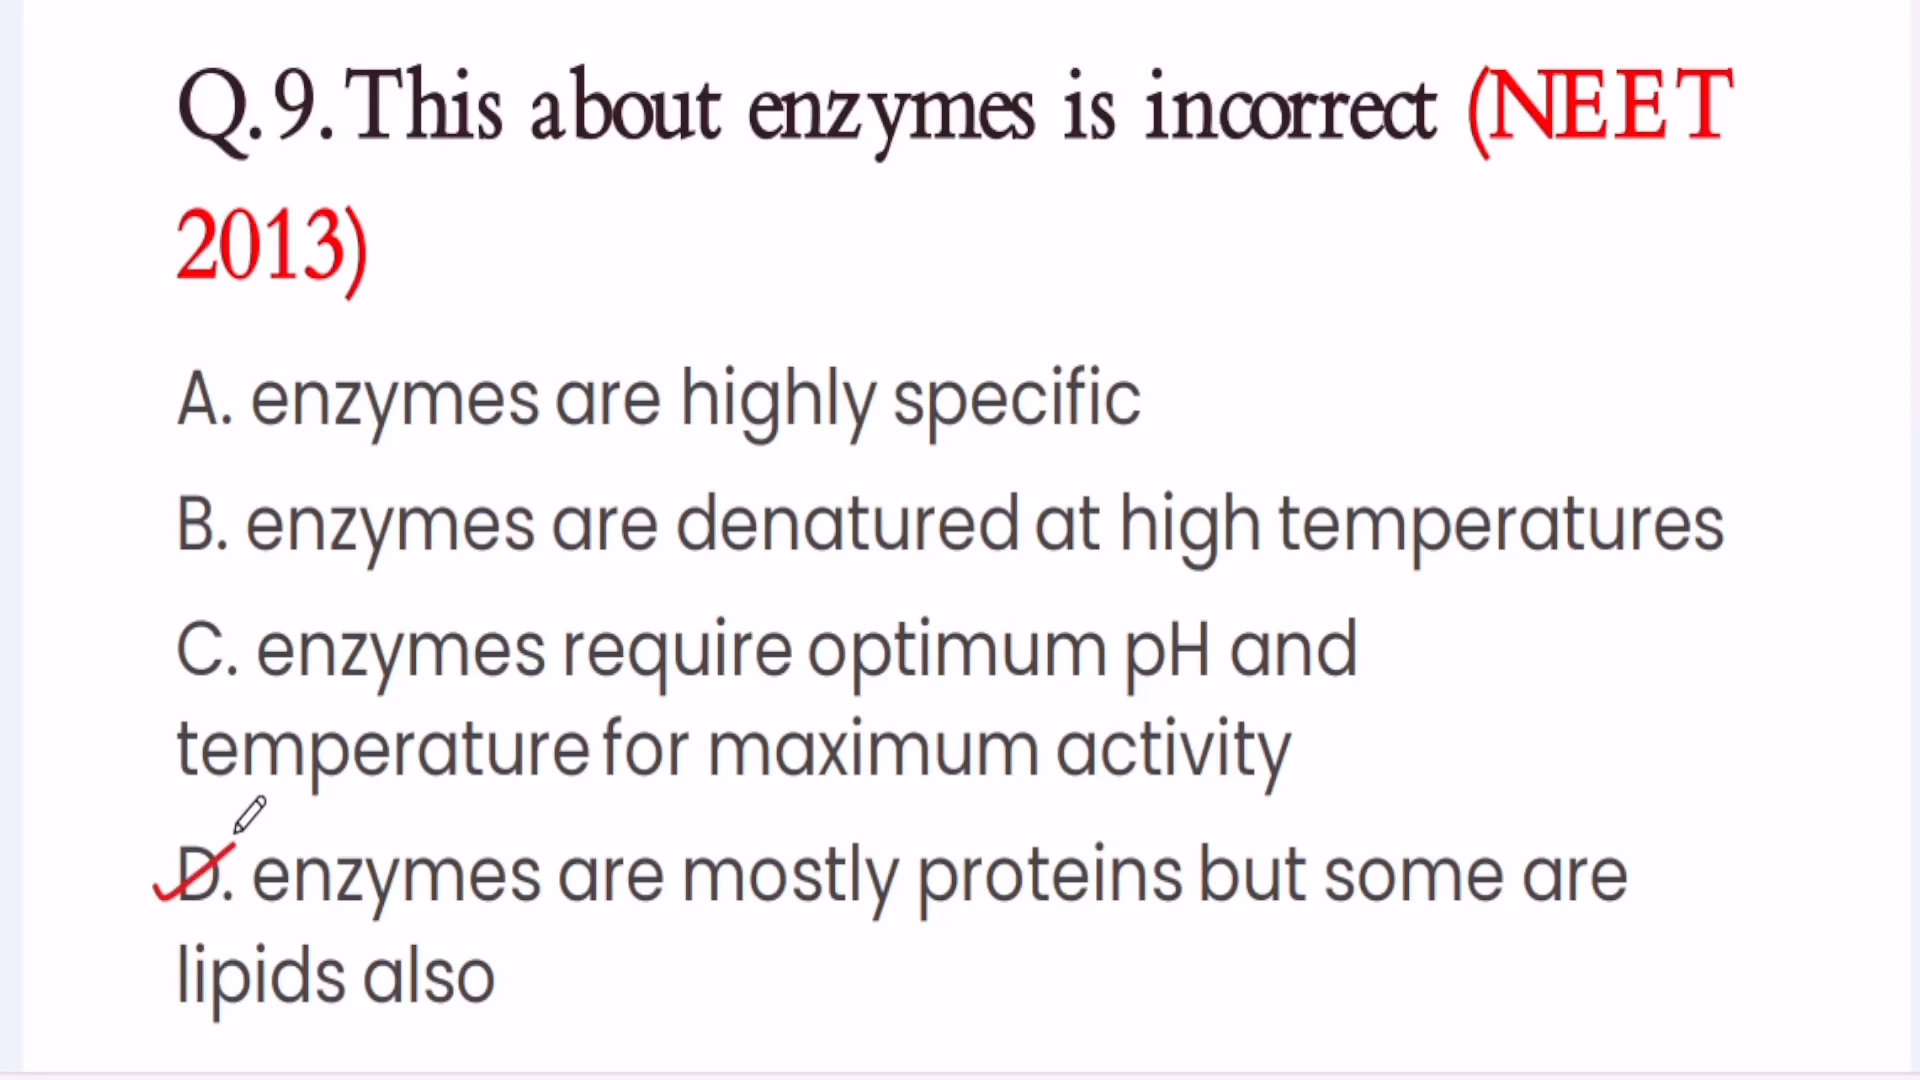 Q.9.This about enzymes is incorrect (NEET
2013)
A. enzymes are highly specific
B. enzymes are denatured at high temperatures
C. enzymes require optimum pH and
temperature for maximum activity
D. enzymes are mostly proteins but some are
lipids also